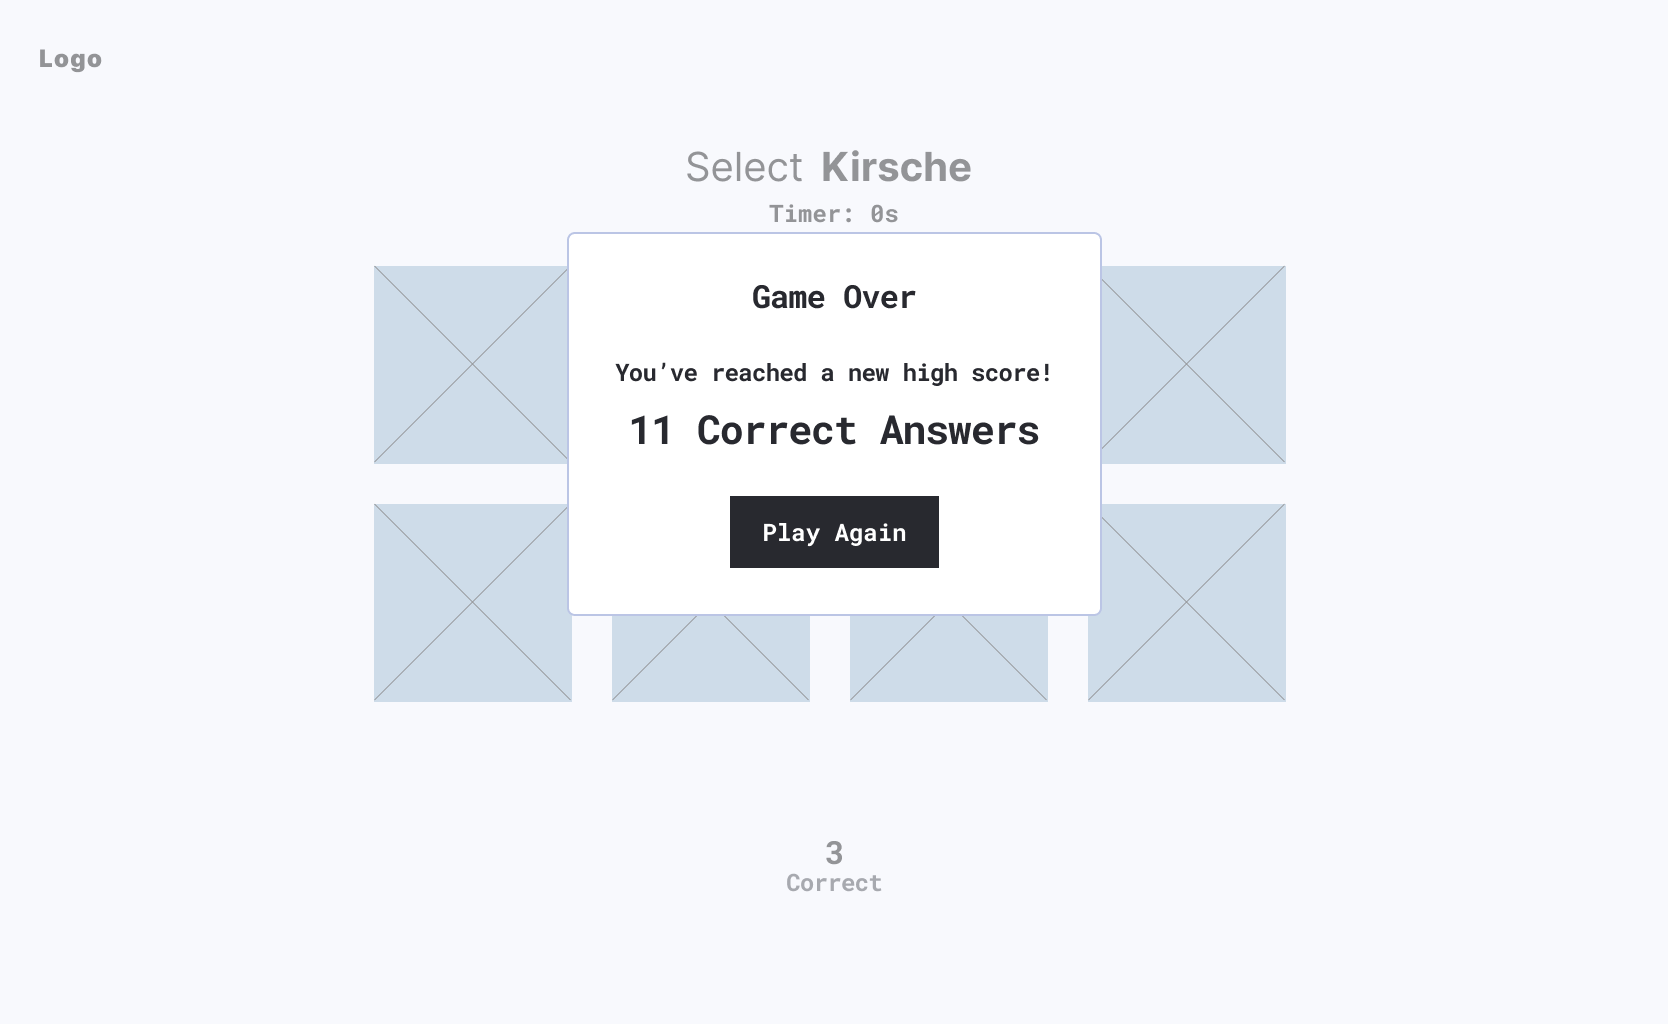 Logo
Select Kirsche
Timer: 0s
Game Over
You’ve reached a new high score!
11 Correct Answers
Play Again
3
Correct